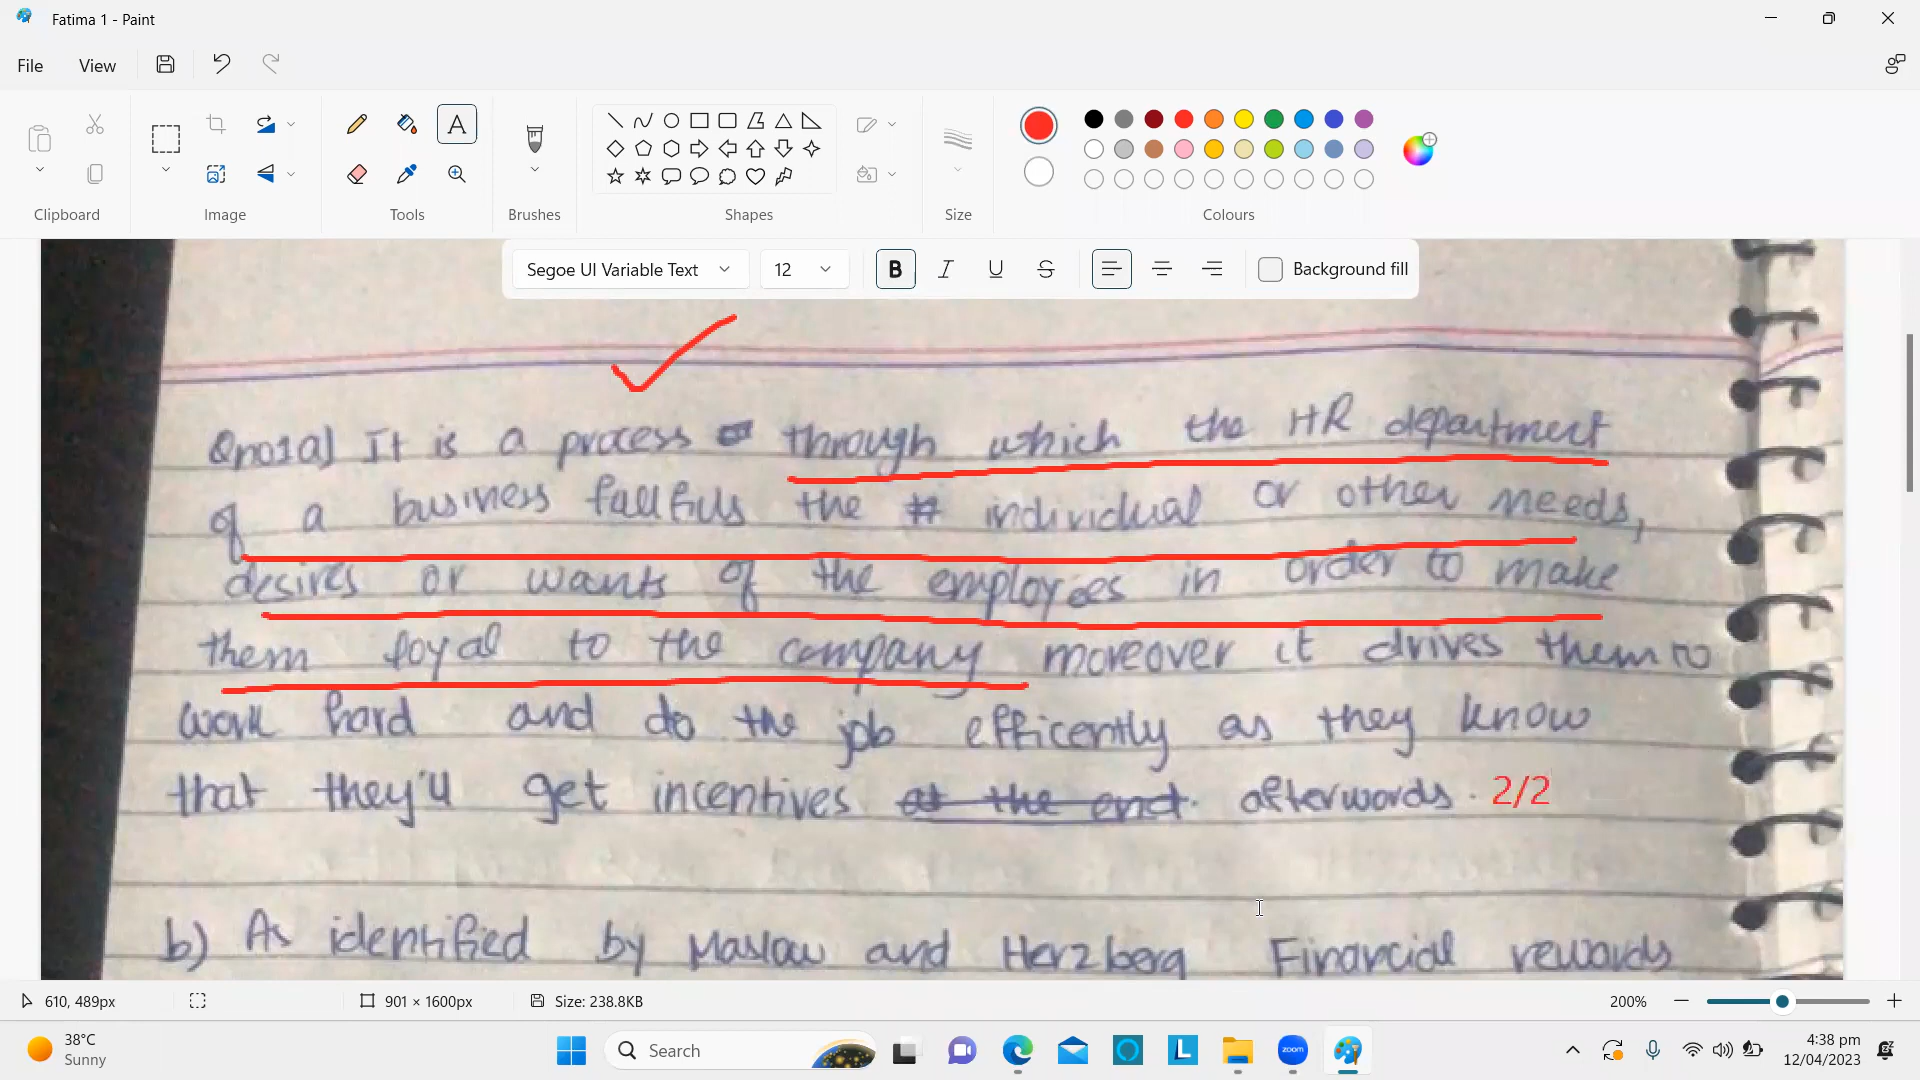 Fatima 1 - Paint
File View
Clipboard Image Tools Brushes Shapes Size Colours
Segoe UI Variable Text 12 B I U S Background fill
Qno1a) It is a process through which the HR department
of a business fallfils the individual or other needs,
desires or wants of the employees in order to make
them loyal to the company moreover it drives them to
work hard and do the job efficently as they know
that they'll get incentives at the end. afterwords. 2/2
b) As identified by Maslaw and Herzberg Financial rewards
610, 489px 901 × 1600px Size: 238.8KB 200%
38°C
Sunny
Search
zoom
4:38 pm
12/04/2023